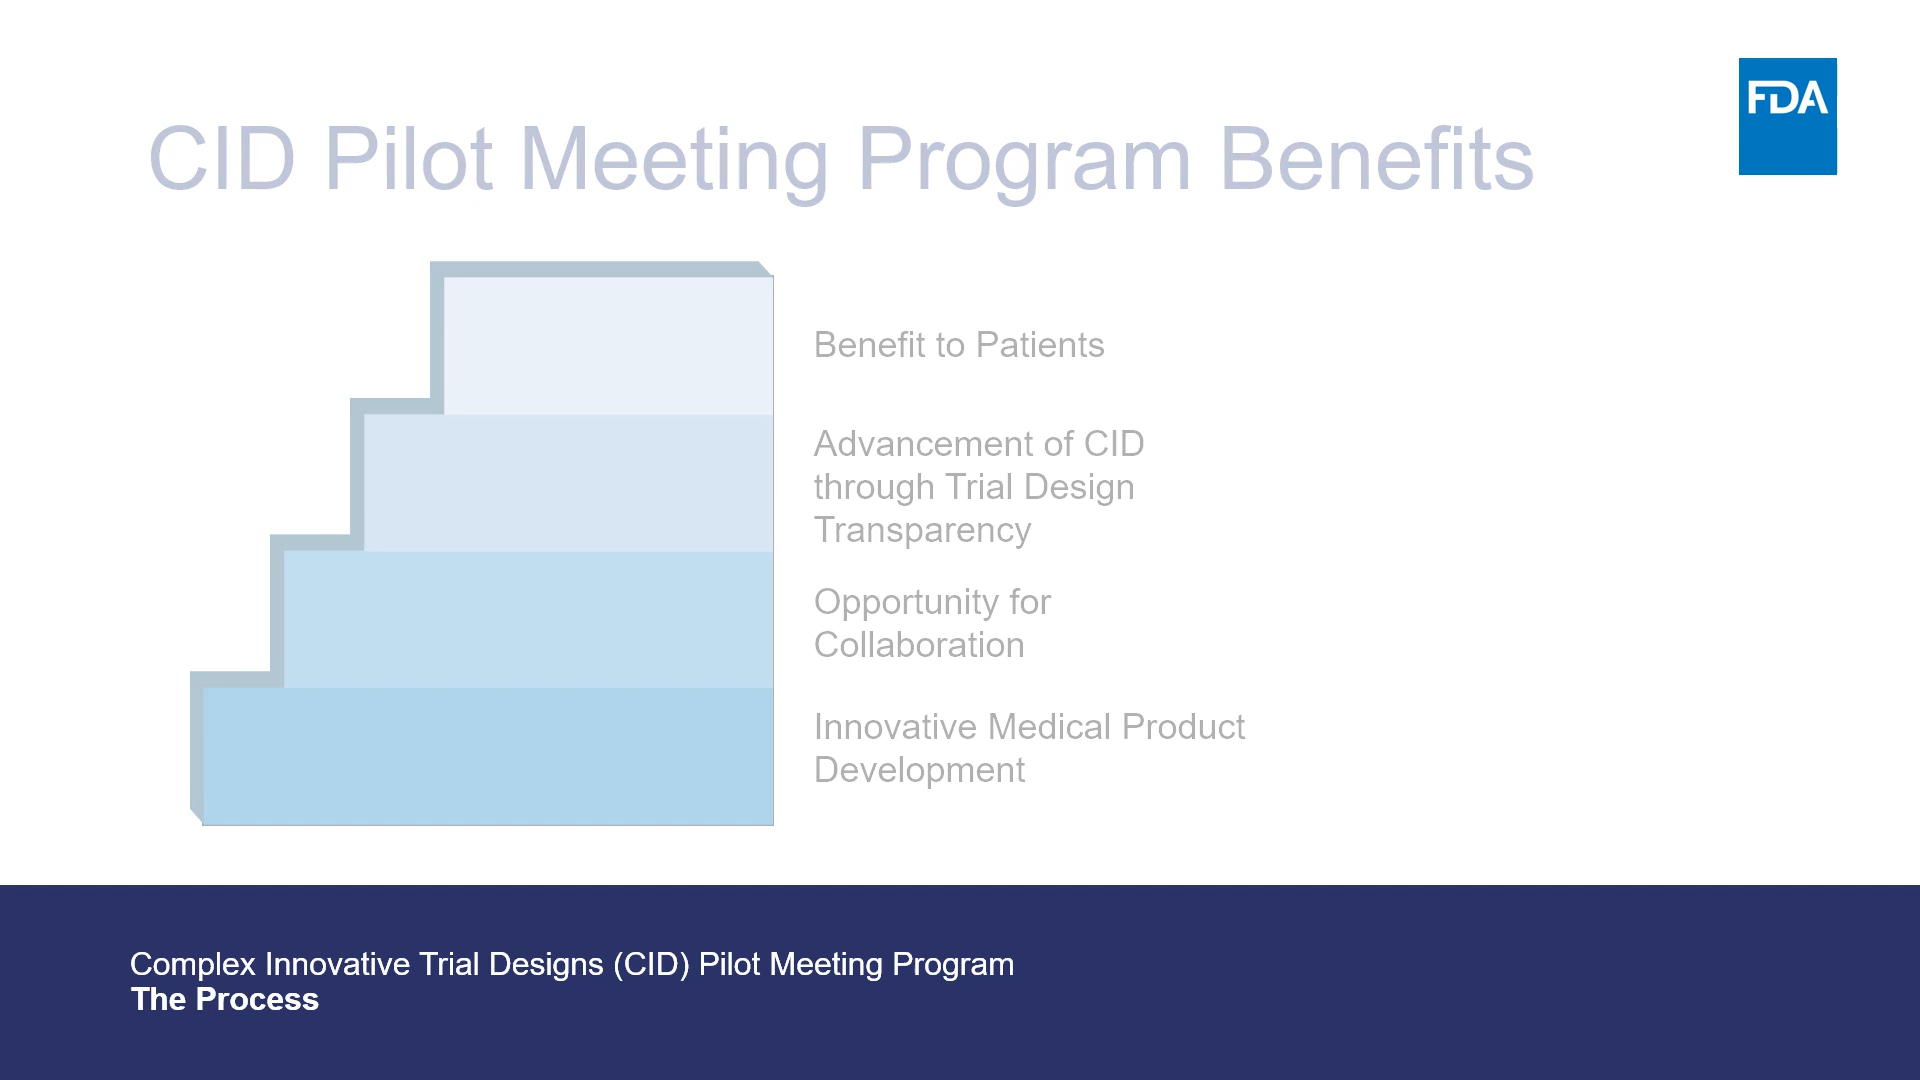 FDA
CID Pilot Meeting Program Benefits
Benefit to Patients
Advancement of CID
through Trial Design
Transparency
Opportunity for
Collaboration
Innovative Medical Product
Development
Complex Innovative Trial Designs (CID) Pilot Meeting Program
The Process